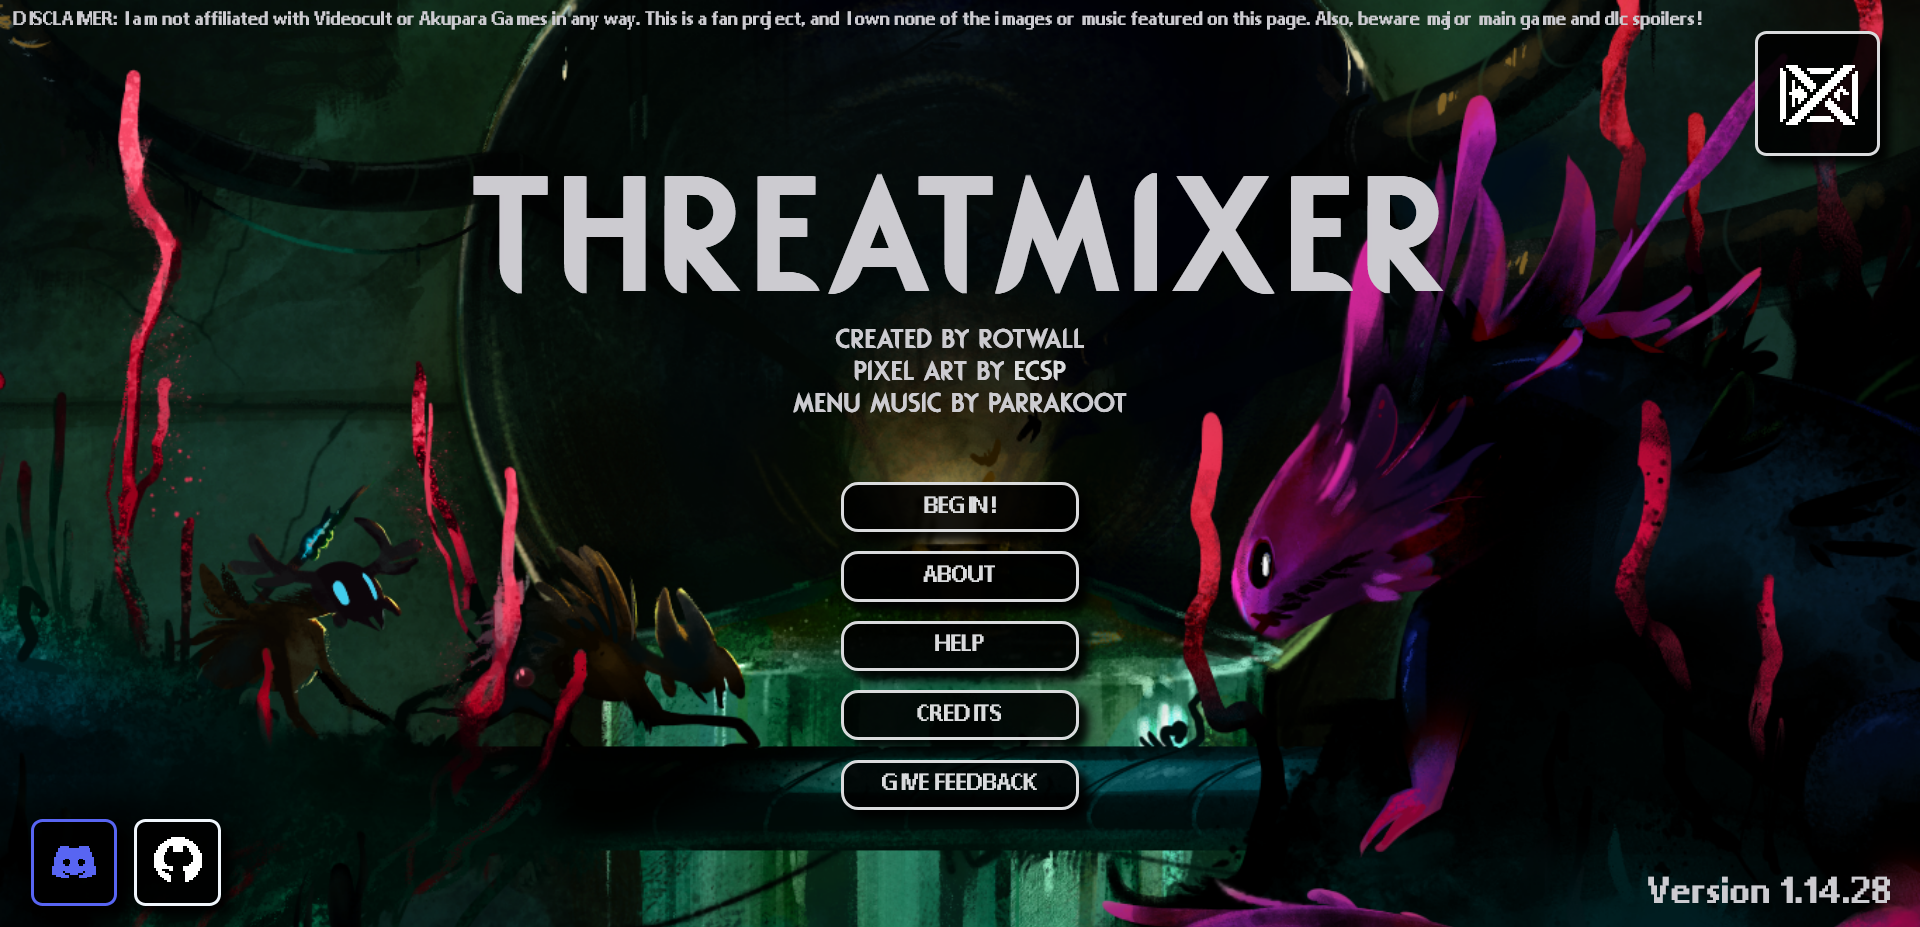 DISCLAIMER: I am not affiliated with Videocult or Akupara Games in any way. This is a fan project, and I own none of the images or music featured on this page. Also, beware major main game and dlc spoilers!
THREATMIXER
CREATED BY ROTWALL
PIXEL ART BY ECSP
MENU MUSIC BY PARRAKOOT
BEGIN!
ABOUT
HELP
CREDITS
GIVE FEEDBACK
Version 1.14.28